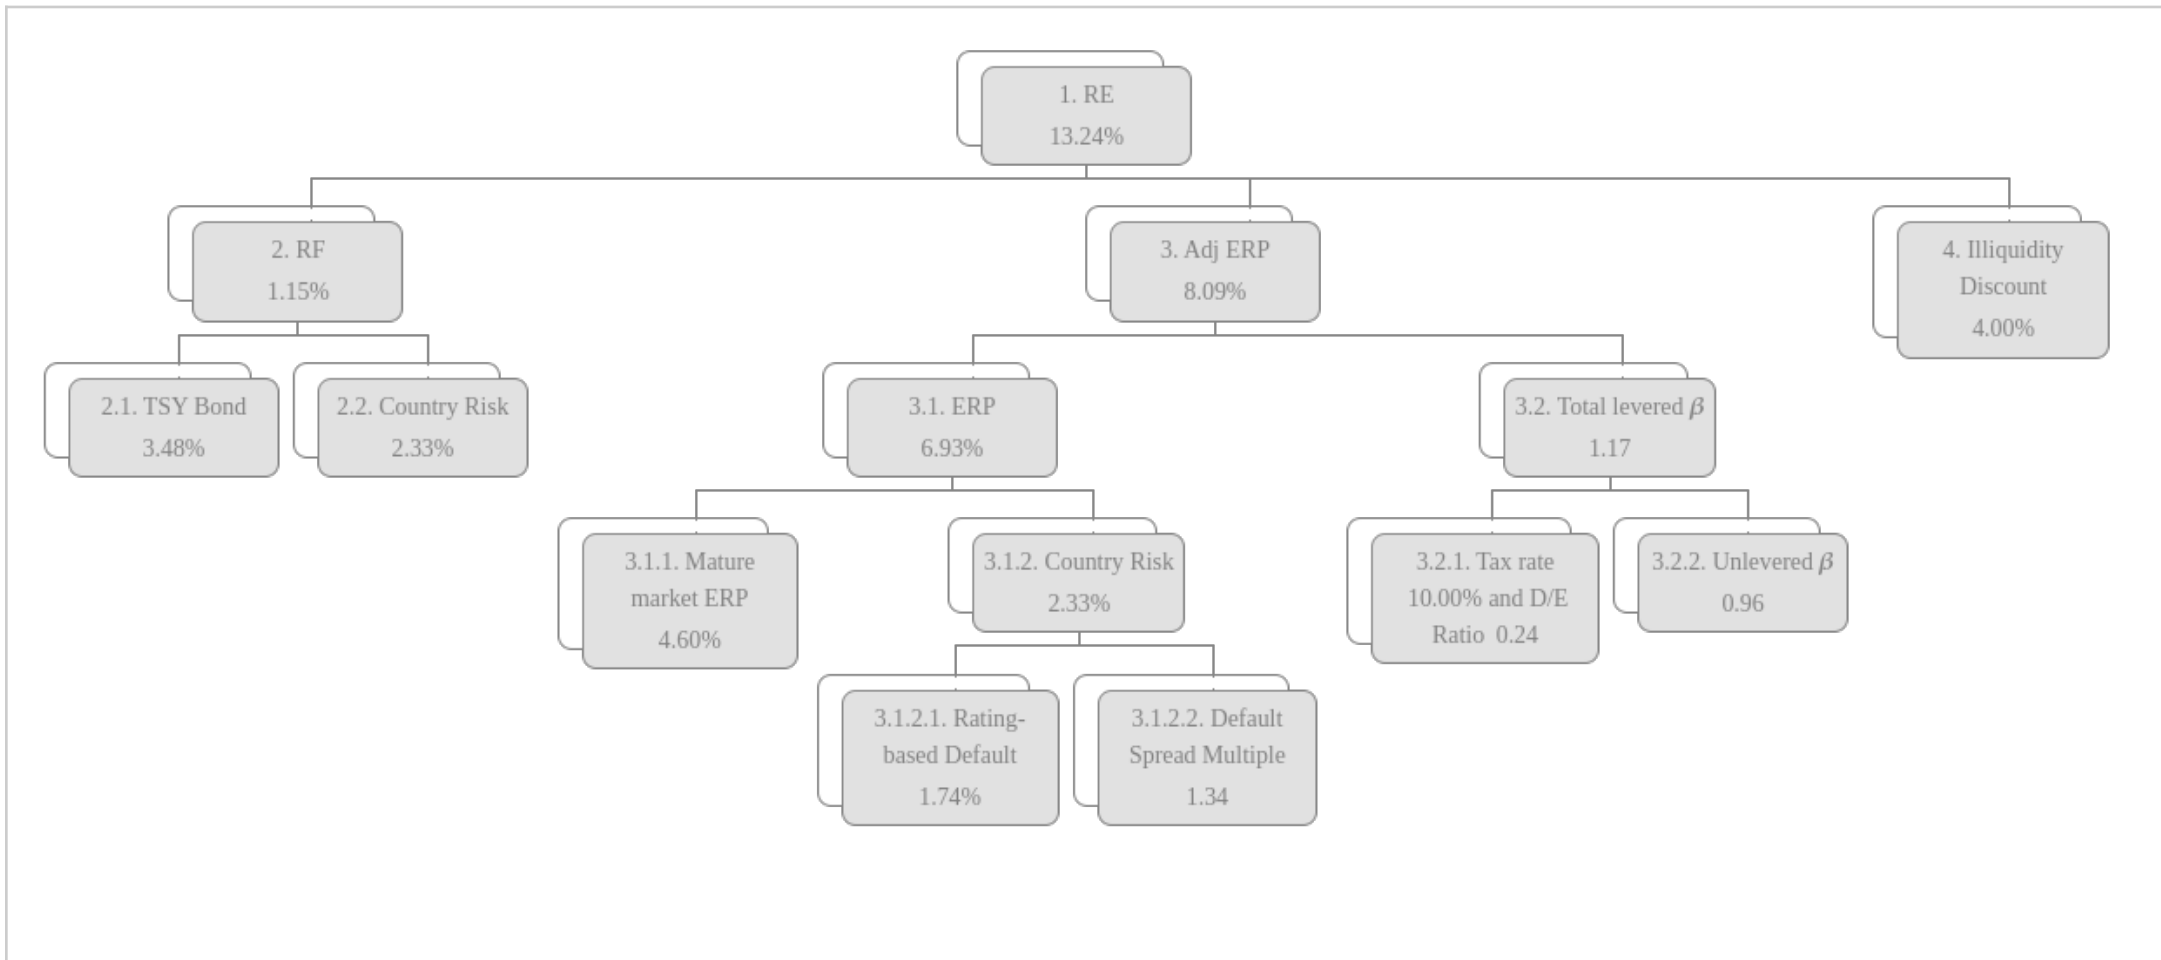 1. RE
13.24%
2. RF
1.15%
3. Adj ERP
8.09%
4. Illiquidity
Discount
4.00%
2.1. TSY Bond
3.48%
2.2. Country Risk
2.33%
3.1. ERP
6.93%
3.2. Total levered β
1.17
3.1.1. Mature
market ERP
4.60%
3.1.2. Country Risk
2.33%
3.2.1. Tax rate
10.00% and D/E
Ratio 0.24
3.2.2. Unlevered β
0.96
3.1.2.1. Rating-
based Default
1.74%
3.1.2.2. Default
Spread Multiple
1.34